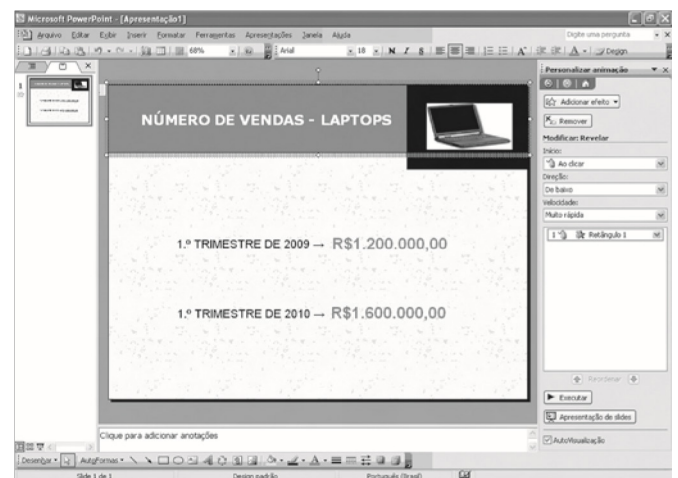 Microsoft PowerPoint - [Apresentação1]
Arquivo Editar Exibir Inserir Formatar Ferramentas Apresentações Janela Ajuda
Digite uma pergunta
68% Arial 18 N I S Design
1
Personalizar animação
Adicionar efeito
Remover
Modificar: Revelar
Início:
Ao clicar
Direção:
De baixo
Velocidade:
Muito rápida
1 Retângulo 1
Reordenar
Executar
Apresentação de slides
AutoVisualização
NÚMERO DE VENDAS - LAPTOPS
1.º TRIMESTRE DE 2009 → R$1.200.000,00
1.º TRIMESTRE DE 2010 → R$1.600.000,00
Clique para adicionar anotações
Desenhar AutoFormas
Slide 1 de 1 Design padrão Português (Brasil)